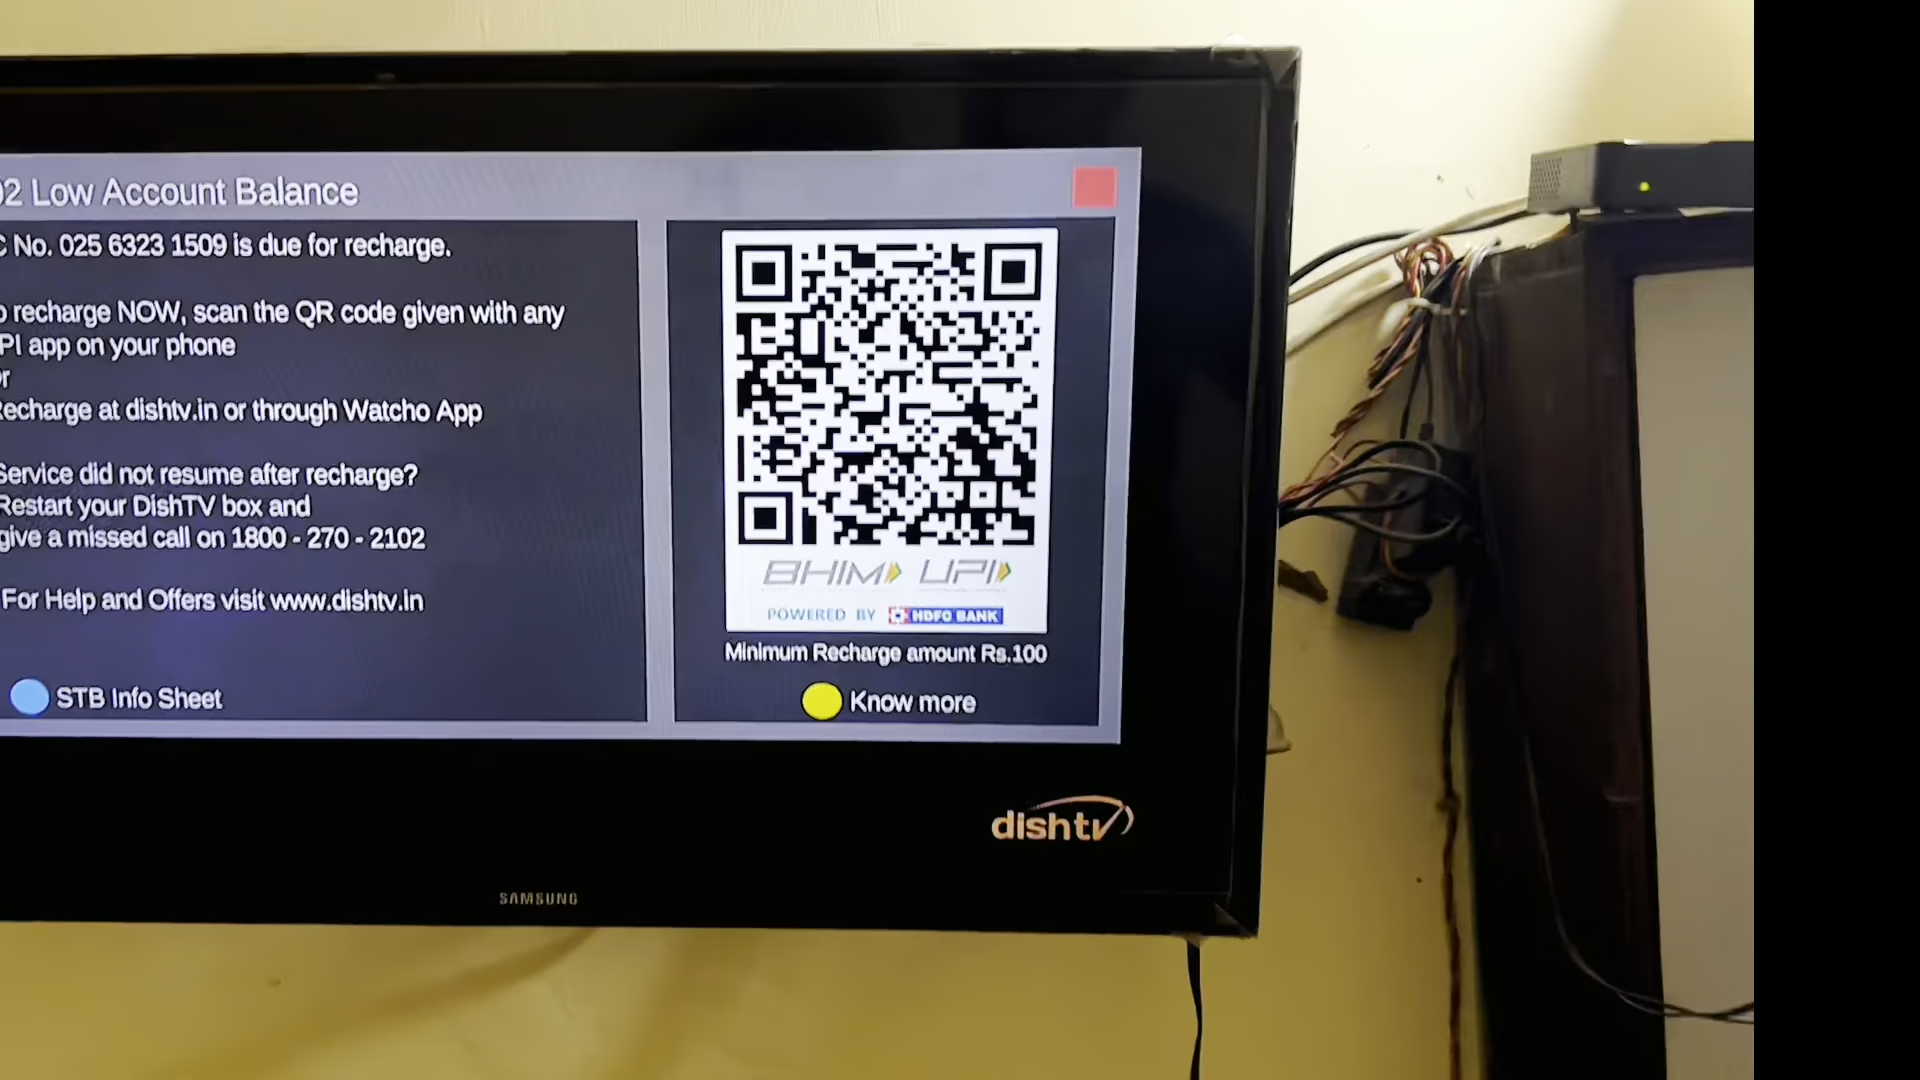 02 Low Account Balance
C No. 025 6323 1509 is due for recharge.
recharge NOW, scan the QR code given with any
PI app on your phone
r
Recharge at dishtv.in or through Watcho App
Service did not resume after recharge?
Restart your DishTV box and
give a missed call on 1800 - 270 - 2102
For Help and Offers visit www.dishtv.in
STB Info Sheet
BHIM UPI
POWERED BY HDFC BANK
Minimum Recharge amount Rs.100
Know more
dishtv
SAMSUNG